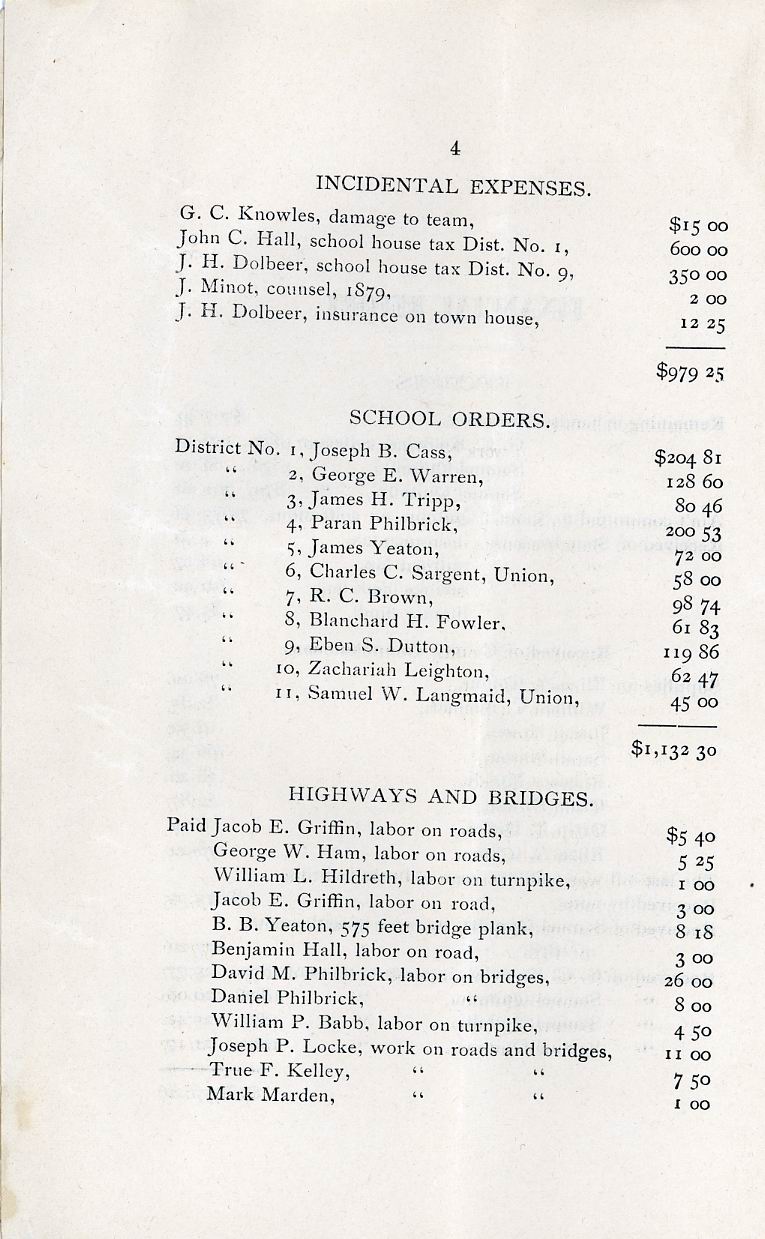 4
INCIDENTAL EXPENSES.
G. C. Knowles, damage to team, $15 00
John C. Hall, school house tax Dist. No. 1, 600 00
J. H. Dolbeer, school house tax Dist. No. 9, 350 00
J. Minot, counsel, 1879, 2 00
J. H. Dolbeer, insurance on town house, 12 25
$979 25
SCHOOL ORDERS.
District No. 1, Joseph B. Cass, $204 81
“ 2, George E. Warren, 128 60
“ 3, James H. Tripp, 80 46
“ 4, Paran Philbrick, 200 53
“ 5, James Yeaton, 72 00
“ 6, Charles C. Sargent, Union, 58 00
“ 7, R. C. Brown, 98 74
“ 8, Blanchard H. Fowler, 61 83
“ 9, Eben S. Dutton, 119 86
“ 10, Zachariah Leighton, 62 47
“ 11, Samuel W. Langmaid, Union, 45 00
$1,132 30
HIGHWAYS AND BRIDGES.
Paid Jacob E. Griffin, labor on roads, $5 40
George W. Ham, labor on roads, 5 25
William L. Hildreth, labor on turnpike, 1 00
Jacob E. Griffin, labor on road, 3 00
B. B. Yeaton, 575 feet bridge plank, 8 18
Benjamin Hall, labor on road, 3 00
David M. Philbrick, labor on bridges, 26 00
Daniel Philbrick, “ 8 00
William P. Babb, labor on turnpike, 4 50
Joseph P. Locke, work on roads and bridges, 11 00
True F. Kelley, “ “ 7 50
Mark Marden, “ “ 1 00